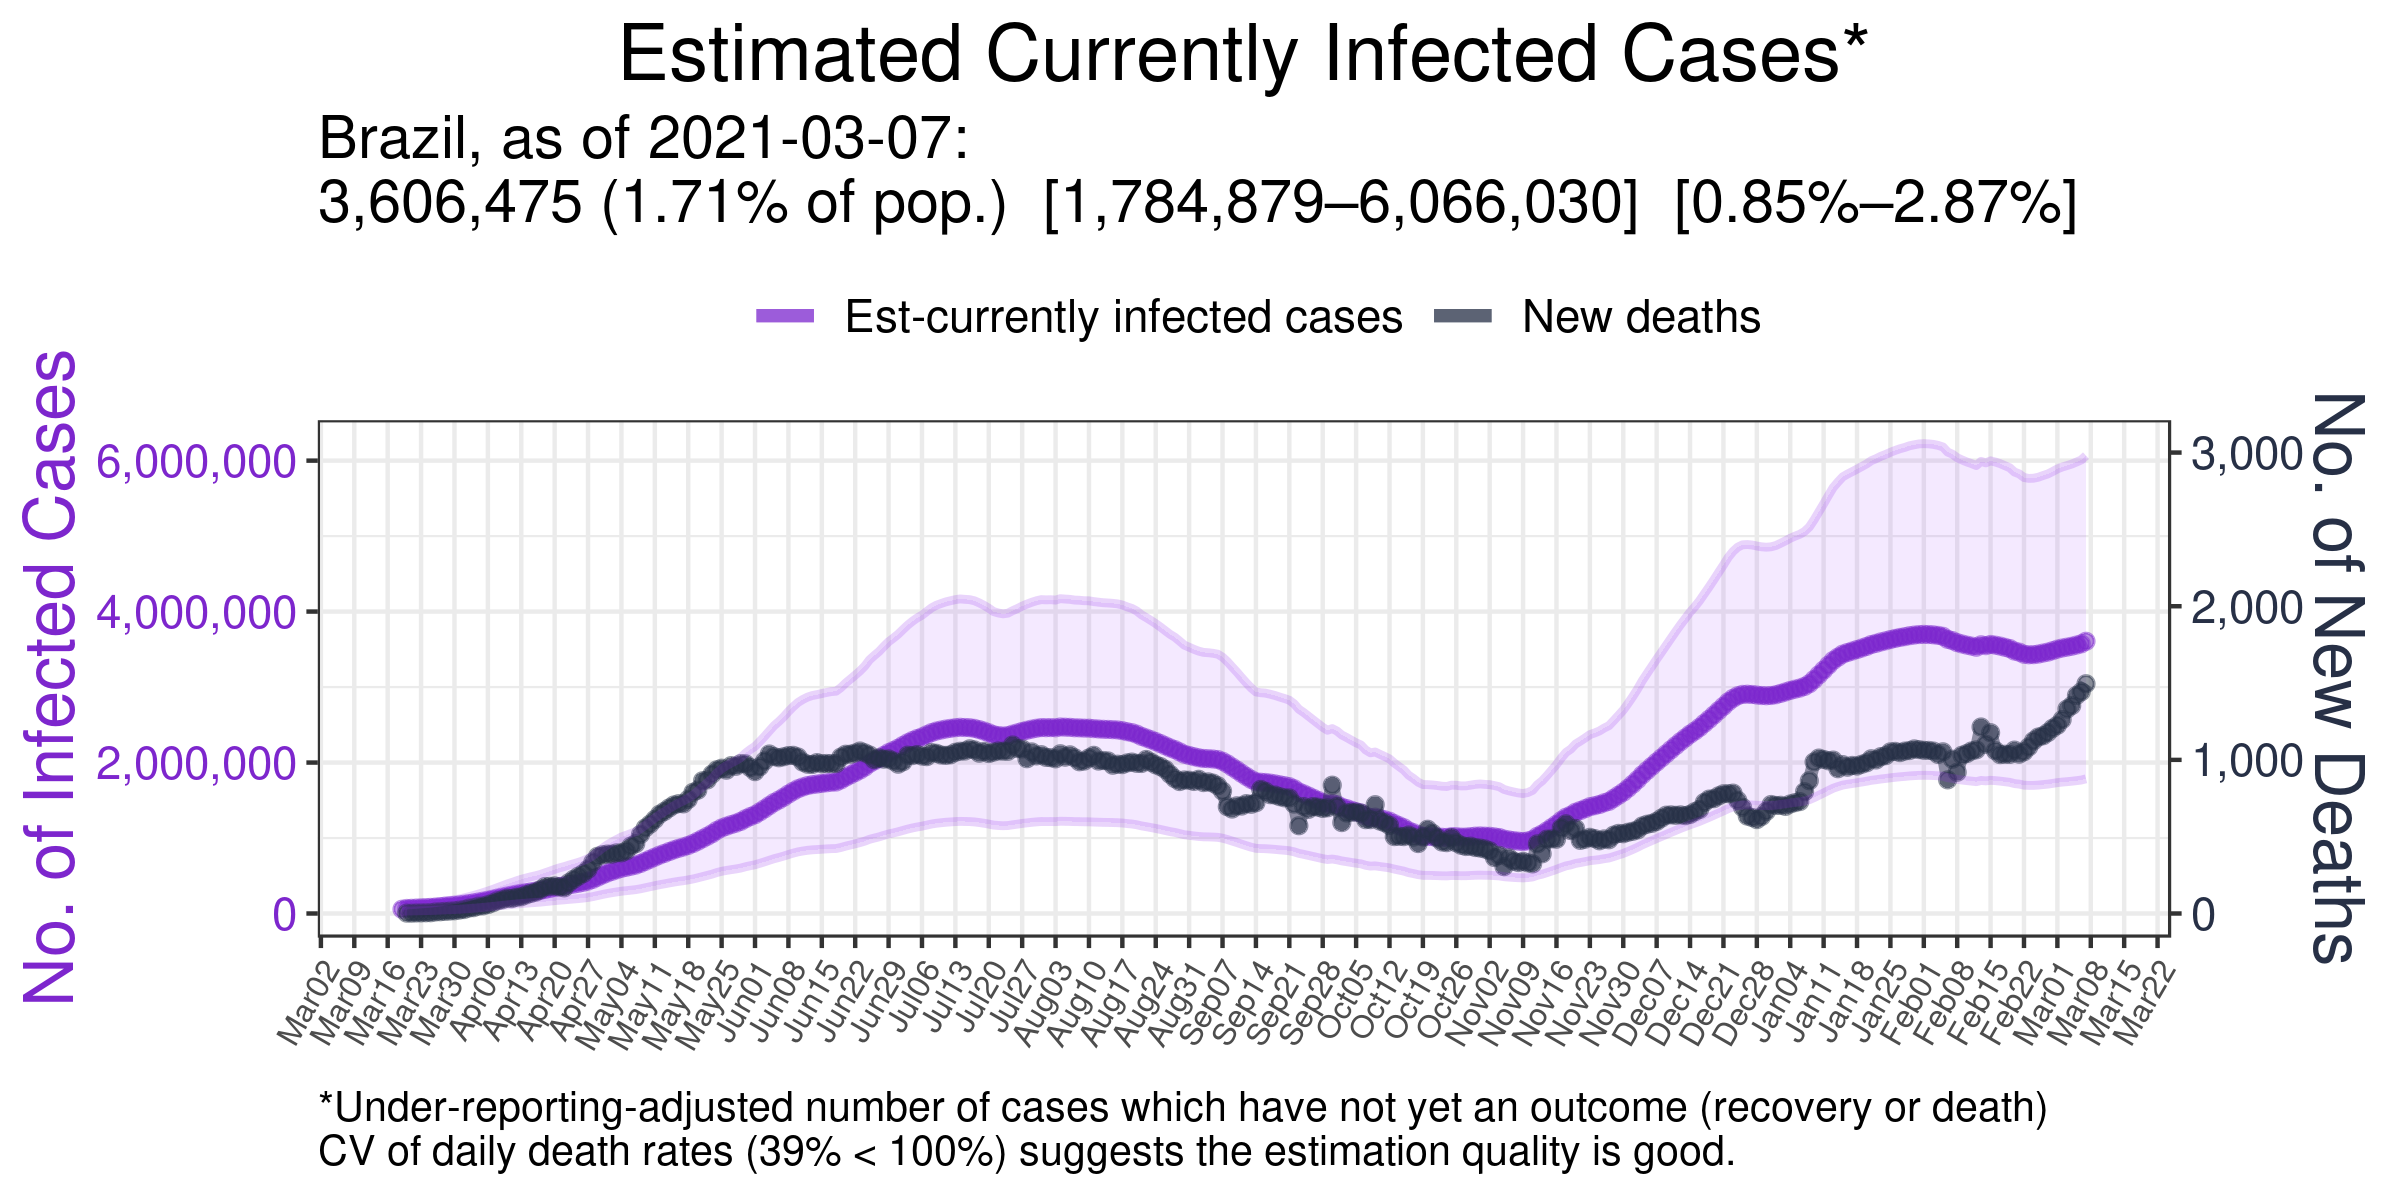 Estimated Currently Infected Cases*
Brazil, as of 2021-03-07:
3,606,475 (1.71% of pop.) [1,784,879–6,066,030] [0.85%–2.87%]
Est-currently infected cases
New deaths
No. of Infected Cases
6,000,000
4,000,000
2,000,000
0
3,000
2,000
1,000
0
No. of New Deaths
Mar02
Mar09
Mar16
Mar23
Mar30
Apr06
Apr13
Apr20
Apr27
May04
May11
May18
May25
Jun01
Jun08
Jun15
Jun22
Jun29
Jul06
Jul13
Jul20
Jul27
Aug03
Aug10
Aug17
Aug24
Aug31
Sep07
Sep14
Sep21
Sep28
Oct05
Oct12
Oct19
Oct26
Nov02
Nov09
Nov16
Nov23
Nov30
Dec07
Dec14
Dec21
Dec28
Jan04
Jan11
Jan18
Jan25
Feb01
Feb08
Feb15
Feb22
Mar01
Mar08
Mar15
Mar22
*Under-reporting-adjusted number of cases which have not yet an outcome (recovery or death)
CV of daily death rates (39% < 100%) suggests the estimation quality is good.